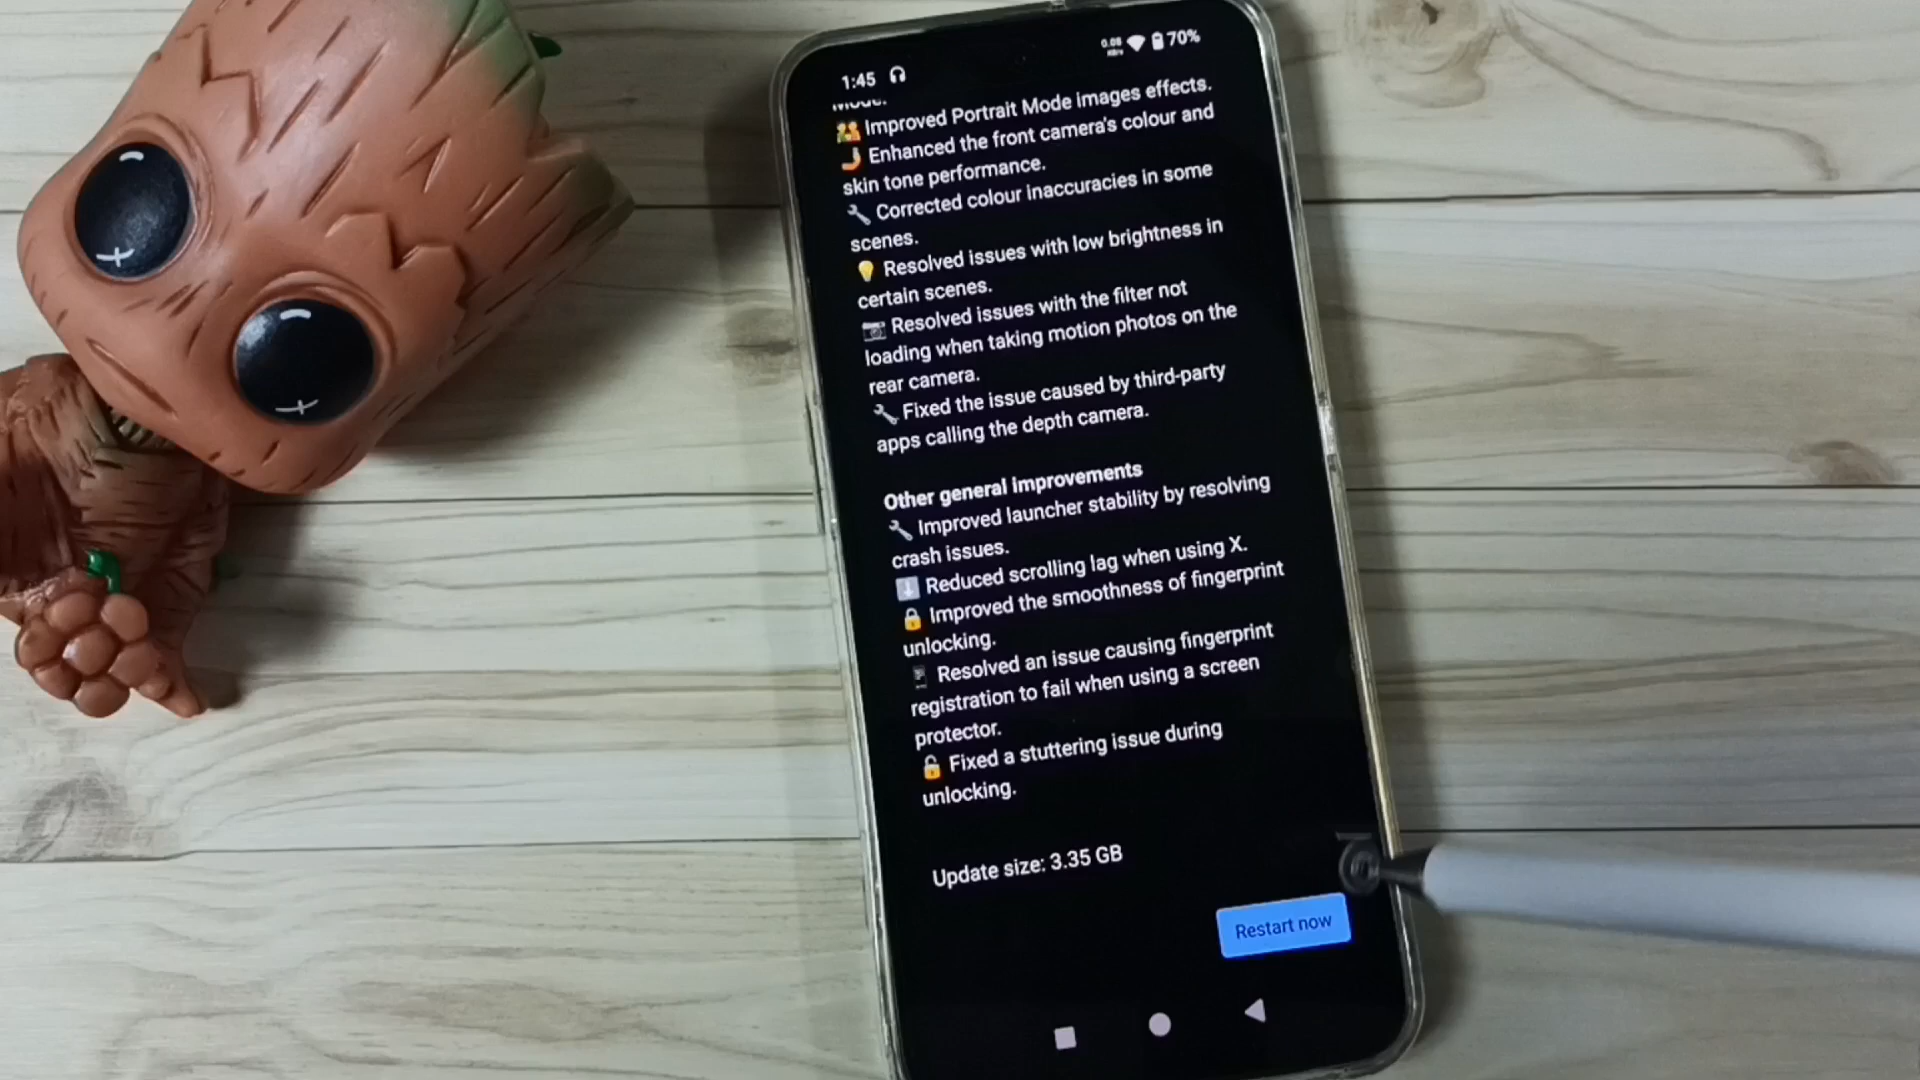 1:45 0.08 70%
Mode.
Improved Portrait Mode images effects.
Enhanced the front camera's colour and
skin tone performance.
Corrected colour inaccuracies in some
scenes.
Resolved issues with low brightness in
certain scenes.
Resolved issues with the filter not
loading when taking motion photos on the
rear camera.
Fixed the issue caused by third-party
apps calling the depth camera.
Other general improvements
Improved launcher stability by resolving
crash issues.
Reduced scrolling lag when using X.
Improved the smoothness of fingerprint
unlocking.
Resolved an issue causing fingerprint
registration to fail when using a screen
protector.
Fixed a stuttering issue during
unlocking.
Update size: 3.35 GB
Restart now